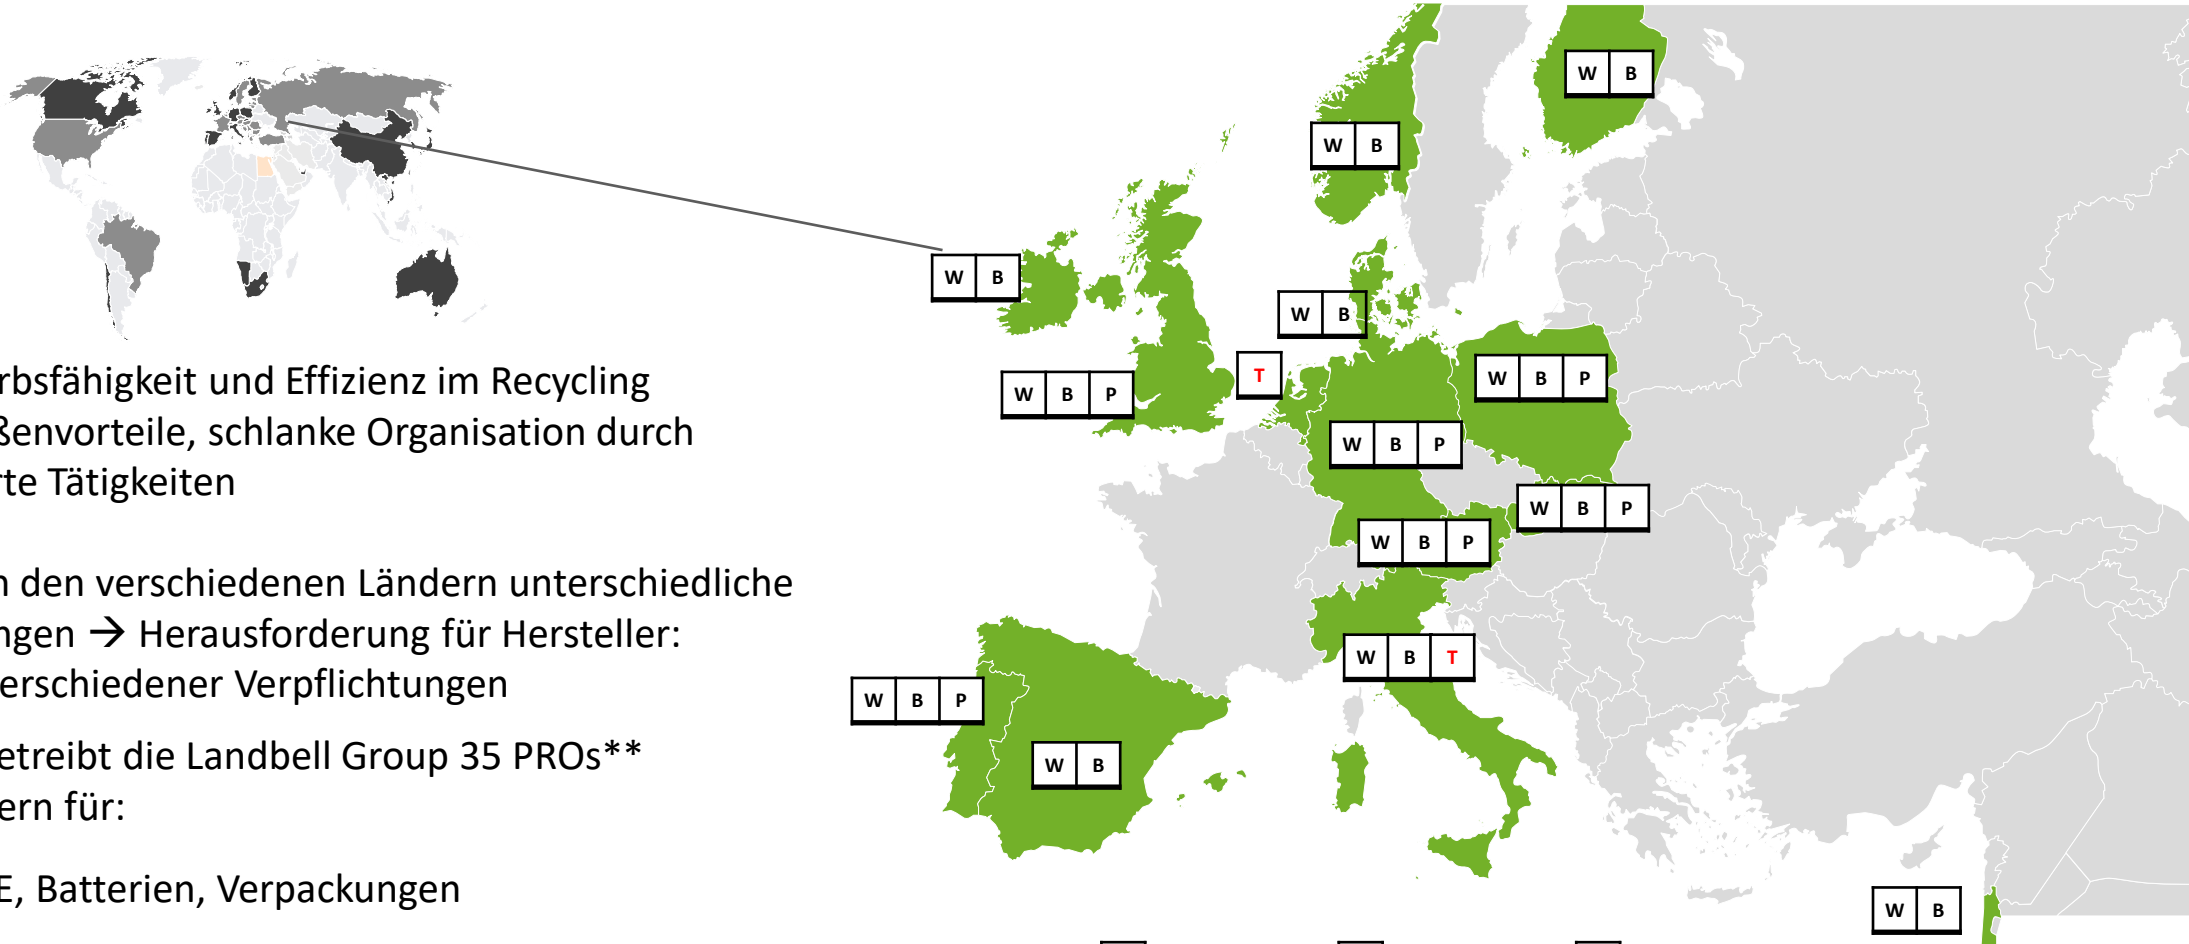 rbsfähigkeit und Effizienz im Recycling
ßenvorteile, schlanke Organisation durch
rte Tätigkeiten
n den verschiedenen Ländern unterschiedliche
ngen → Herausforderung für Hersteller:
erschiedener Verpflichtungen
etreibt die Landbell Group 35 PROs**
ern für:
E, Batterien, Verpackungen
W B
W B
W B
W B
T
W B P
W B P
W B P
W B P
W B P
W B T
W B P
W B
W B